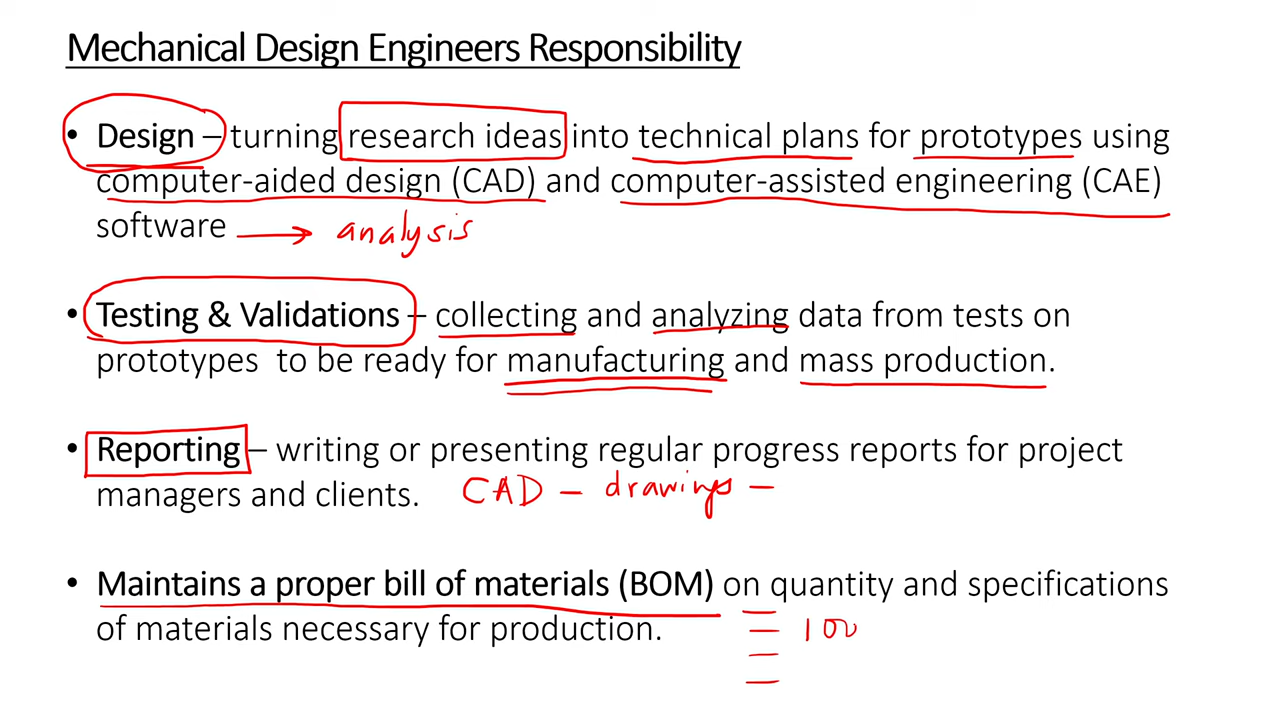 Mechanical Design Engineers Responsibility
• Design – turning research ideas into technical plans for prototypes using
computer-aided design (CAD) and computer-assisted engineering (CAE)
software → analysis
• Testing & Validations – collecting and analyzing data from tests on
prototypes to be ready for manufacturing and mass production.
• Reporting – writing or presenting regular progress reports for project
managers and clients. CAD – drawings –
• Maintains a proper bill of materials (BOM) on quantity and specifications
of materials necessary for production. – 100